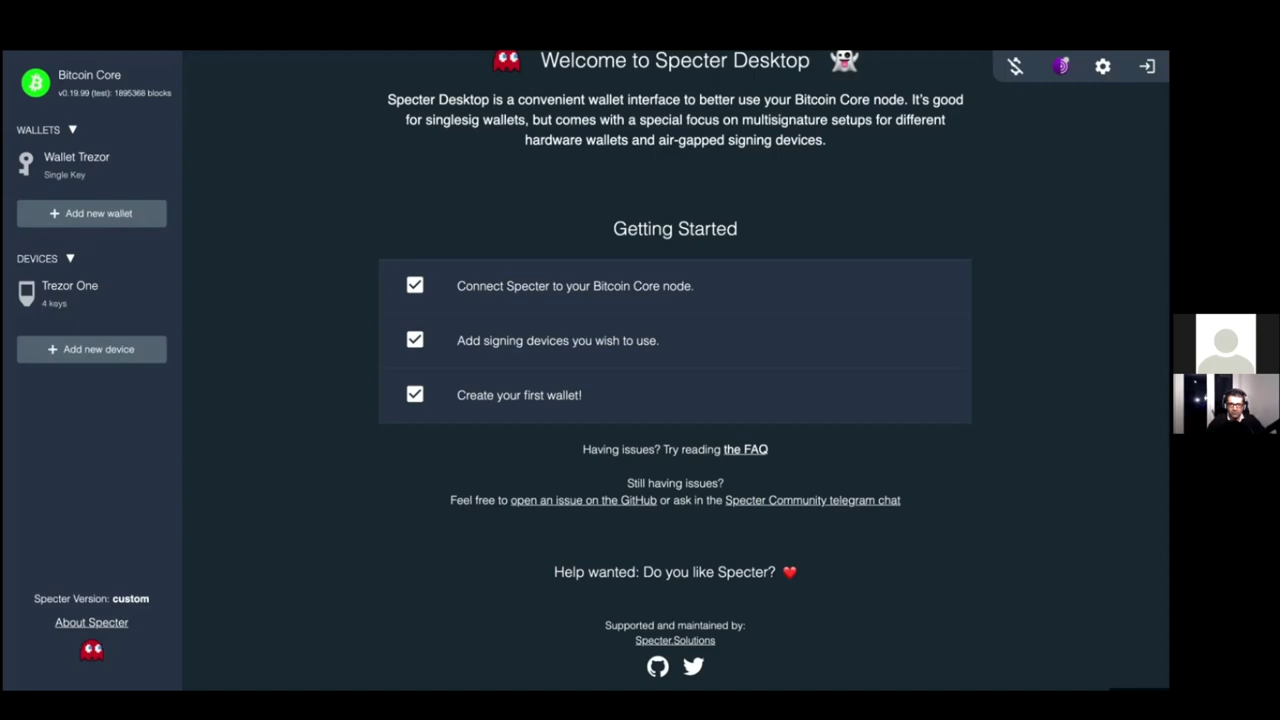 Bitcoin Core
v0.19.99 (test): 1895368 blocks
WALLETS ▼
Wallet Trezor
Single Key
+ Add new wallet
DEVICES ▼
Trezor One
4 keys
+ Add new device
Specter Version: custom
About Specter
Welcome to Specter Desktop
Specter Desktop is a convenient wallet interface to better use your Bitcoin Core node. It's good
for singlesig wallets, but comes with a special focus on multisignature setups for different
hardware wallets and air-gapped signing devices.
Getting Started
Connect Specter to your Bitcoin Core node.
Add signing devices you wish to use.
Create your first wallet!
Having issues? Try reading the FAQ
Still having issues?
Feel free to open an issue on the GitHub or ask in the Specter Community telegram chat
Help wanted: Do you like Specter? ❤️
Supported and maintained by:
Specter.Solutions